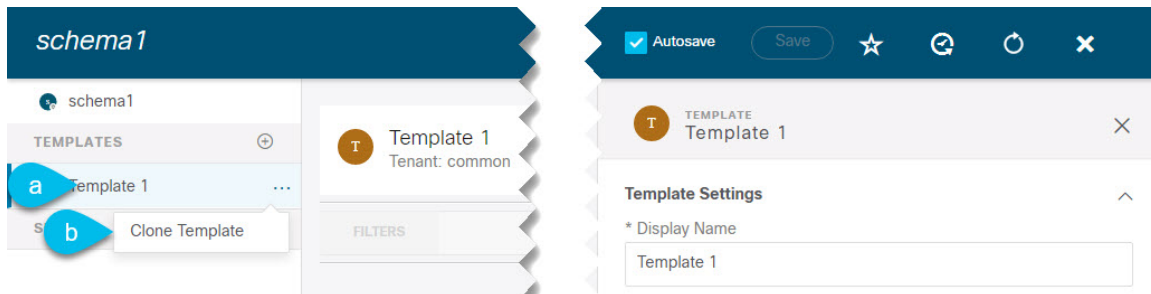 schema1
schema1
TEMPLATES
a
Template 1
...
b
Clone Template
T
Template 1
Tenant: common
FILTERS
Autosave
Save
T
TEMPLATE
Template 1
Template Settings
* Display Name
Template 1